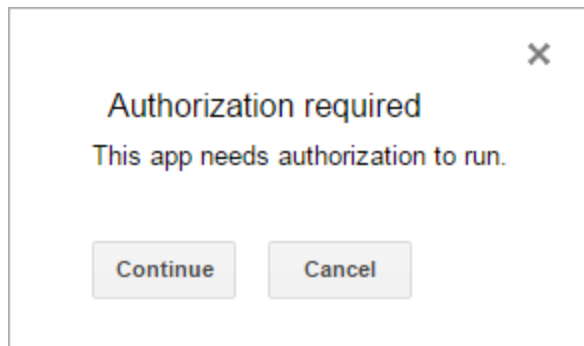 Authorization required
This app needs authorization to run.
Continue Cancel